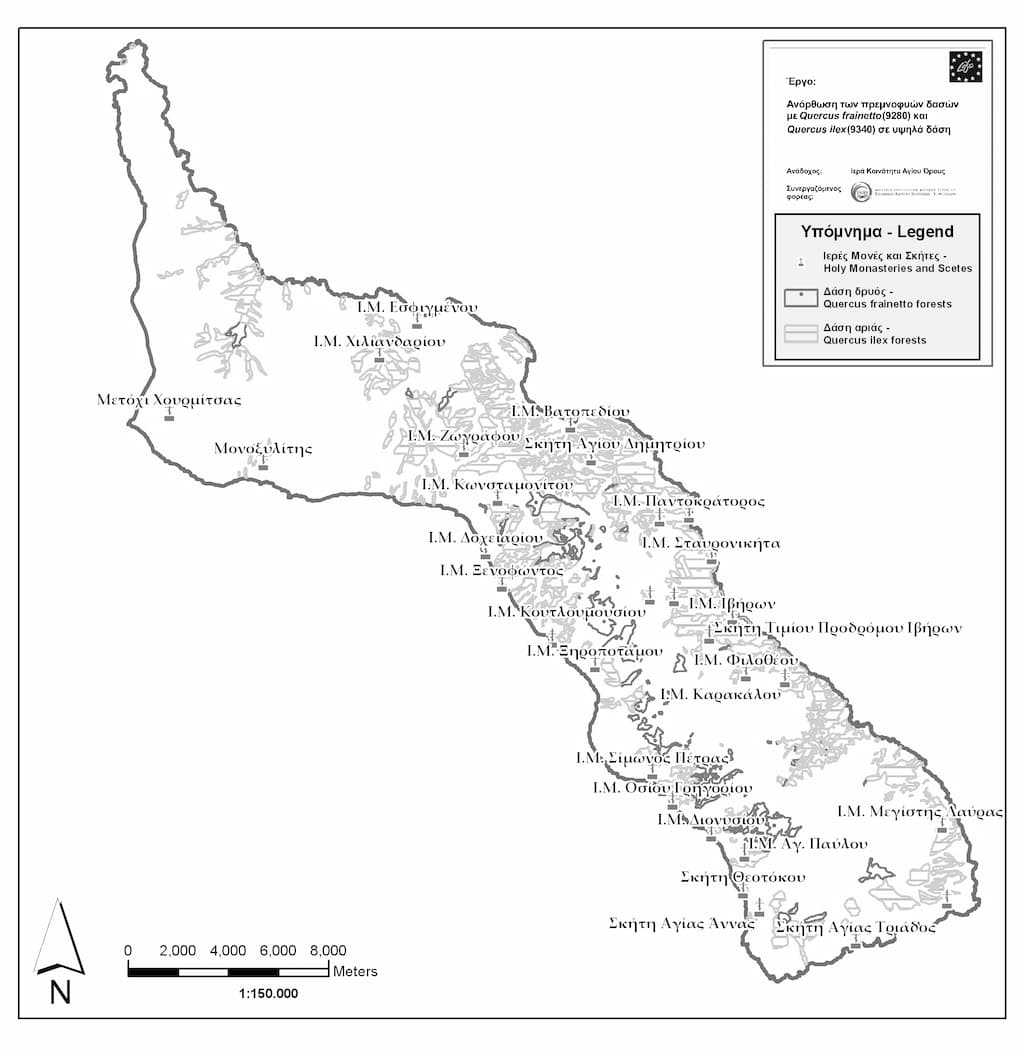 Έργο:
Ανόρθωση των πρεμνοφυών δασών
με Quercus frainetto(9280) και
Quercus ilex(9340) σε υψηλά δάση
Ανάδοχος: Ιερά Κοινότητα Αγίου Όρους
Συνεργαζόμενος
φορέας:
Υπόμνημα - Legend
Ιερές Μονές και Σκήτες -
Holy Monasteries and Scetes
Δάση δρυός -
Quercus frainetto forests
Δάση αριάς -
Quercus ilex forests
Ι.Μ. Εσφιγμένου
Ι.Μ. Χιλιανδαρίου
Μετόχι Χουρμίτσας
Ι.Μ. Βατοπεδίου
Ι.Μ. Ζωγράφου
Σκήτη Αγίου Δημητρίου
Μονοξυλίτης
Ι.Μ. Κωνσταμονίτου
Ι.Μ. Παντοκράτορος
Ι.Μ. Δοχειαρίου
Ι.Μ. Σταυρονικήτα
Ι.Μ. Ξενοφώντος
Ι.Μ. Ιβήρων
Ι.Μ. Κουτλουμουσίου
Σκήτη Τιμίου Προδρόμου Ιβήρων
Ι.Μ. Ξηροποτάμου
Ι.Μ. Φιλοθέου
Ι.Μ. Καρακάλου
Ι.Μ. Σίμωνος Πέτρας
Ι.Μ. Οσίου Γρηγορίου
Ι.Μ. Μεγίστης Λαύρας
Ι.Μ. Διονυσίου
Ι.Μ. Αγ. Παύλου
Σκήτη Θεοτόκου
Σκήτη Αγίας Άννας
Σκήτη Αγίας Τριάδος
N
0 2,000 4,000 6,000 8,000
Meters
1:150.000